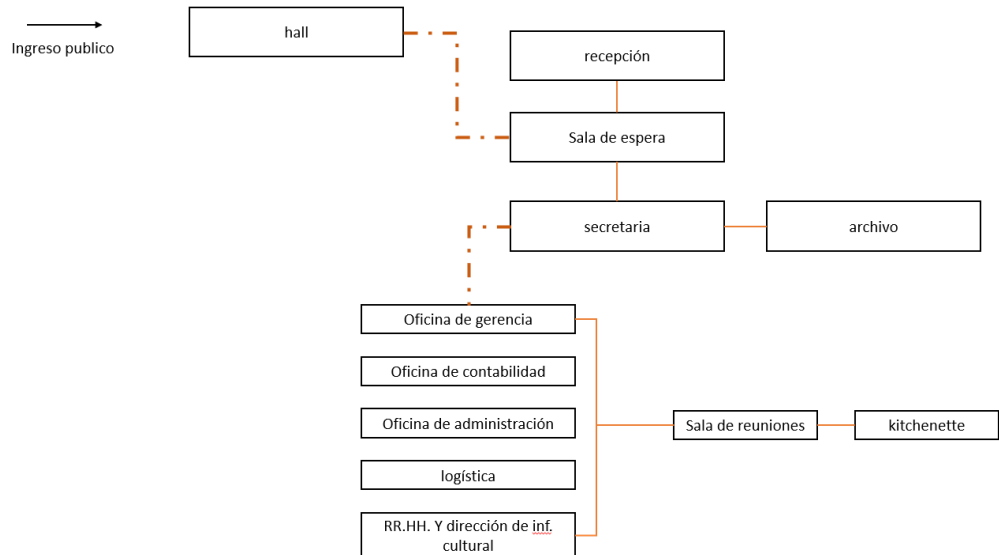 Ingreso publico
hall
recepción
Sala de espera
secretaria
archivo
Oficina de gerencia
Oficina de contabilidad
Oficina de administración
logística
RR.HH. Y dirección de inf.
cultural
Sala de reuniones
kitchenette